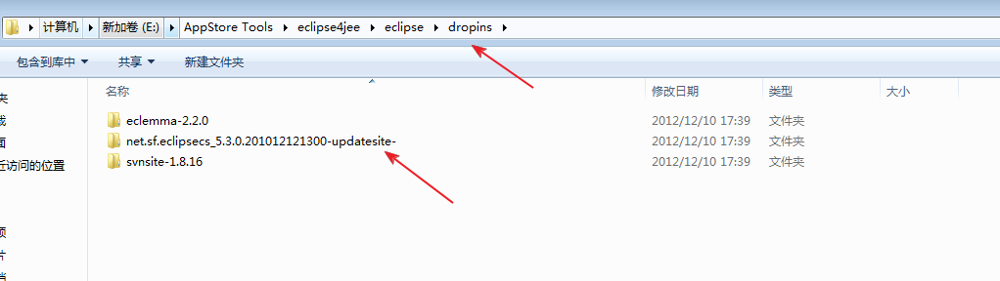 计算机 新加卷 (E:) AppStore Tools eclipse4jee eclipse dropins
包含到库中 共享 新建文件夹
名称 修改日期 类型 大小
夹
eclemma-2.2.0 2012/12/10 17:39 文件夹
net.sf.eclipsecs_5.3.0.201012121300-updatesite- 2012/12/10 17:39 文件夹
面
svnsite-1.8.16 2012/12/10 17:39 文件夹
近访问的位置
频
片